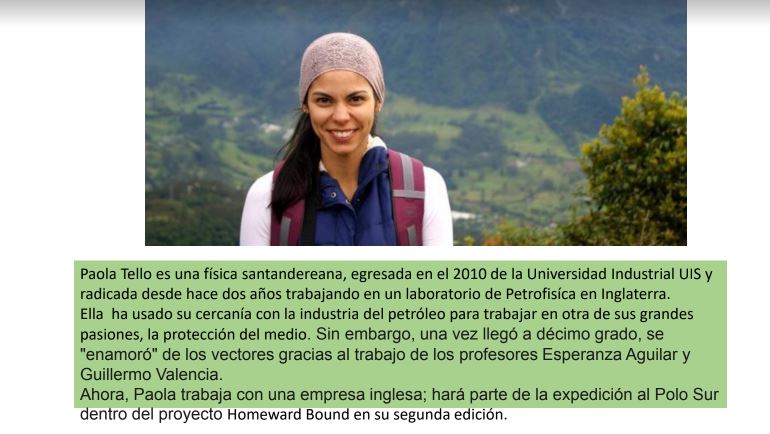 Paola Tello es una física santandereana, egresada en el 2010 de la Universidad Industrial UIS y
radicada desde hace dos años trabajando en un laboratorio de Petrofisíca en Inglaterra.
Ella  ha usado su cercanía con la industria del petróleo para trabajar en otra de sus grandes
pasiones, la protección del medio. Sin embargo, una vez llegó a décimo grado, se
"enamoró" de los vectores gracias al trabajo de los profesores Esperanza Aguilar y
Guillermo Valencia.
Ahora, Paola trabaja con una empresa inglesa; hará parte de la expedición al Polo Sur
dentro del proyecto Homeward Bound en su segunda edición.